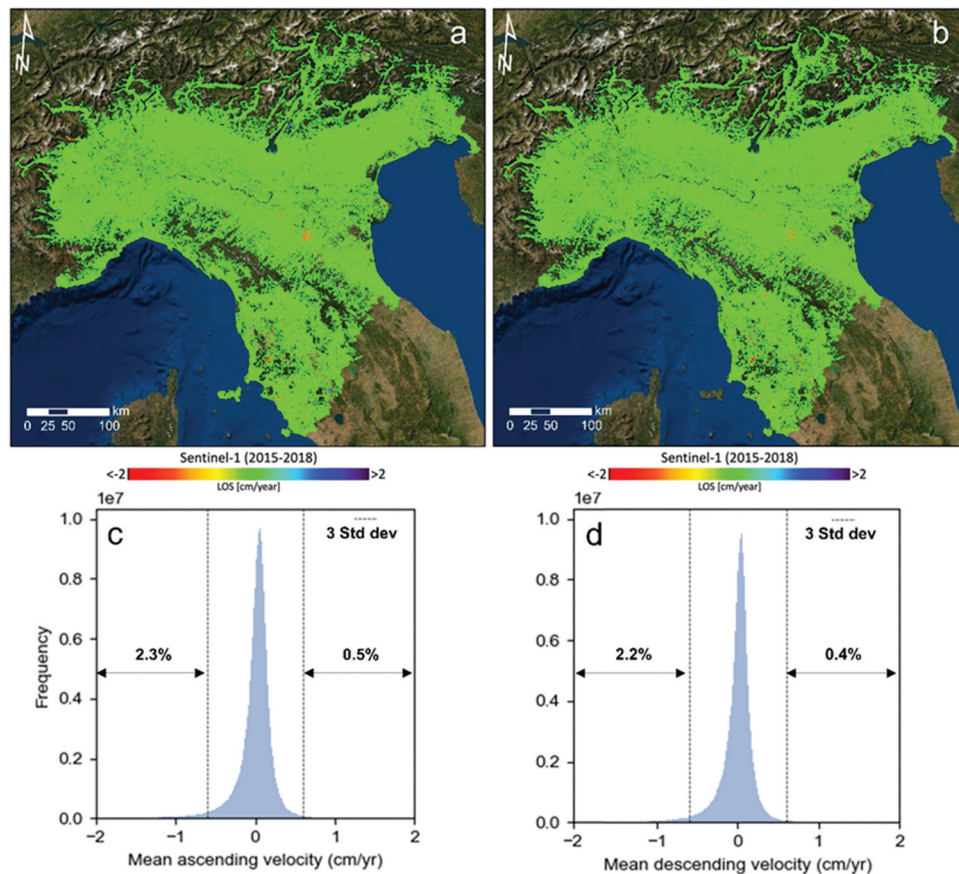 a
N
km
0 25 50 100
b
N
km
0 25 50 100
Sentinel-1 (2015-2018)
<-2 >2
LOS [cm/year]
Sentinel-1 (2015-2018)
<-2 >2
LOS [cm/year]
1e7
c
3 Std dev
2.3%
0.5%
Frequency
1.0
0.8
0.6
0.4
0.2
0.0
−2 −1 0 1 2
Mean ascending velocity (cm/yr)
1e7
d
3 Std dev
2.2%
0.4%
1.0
0.8
0.6
0.4
0.2
0.0
−2 −1 0 1 2
Mean descending velocity (cm/yr)